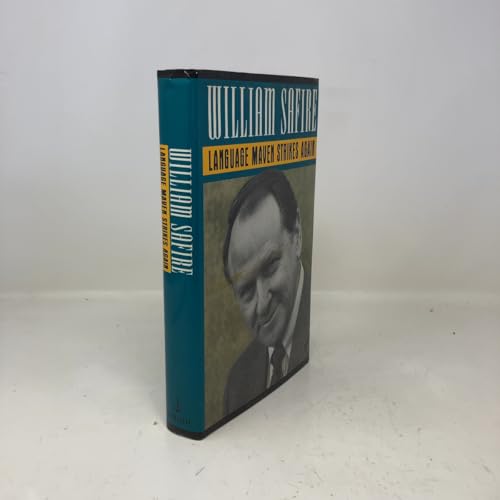 WILLIAM SAFIRE
LANGUAGE MAVEN STRIKES AGAIN
WILLIAM SAFIRE
LANGUAGE MAVEN STRIKES AGAIN